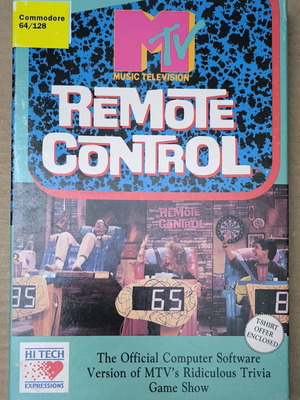 Commodore
64/128
MTV
MUSIC TELEVISION
REMOTE
CONTROL
REMOTE
CONTROL
35
65
8
T-SHIRT
OFFER
ENCLOSED
HI TECH
EXPRESSIONS
The Official Computer Software
Version of MTV's Ridiculous Trivia
Game Show